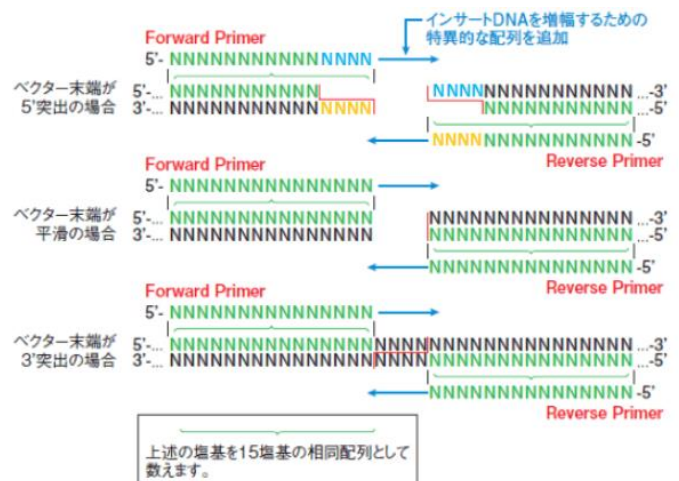 インサートDNAを増幅するための
特異的な配列を追加
Forward Primer
5'- NNNNNNNNNNNNNNN
ベクター末端が
5'突出の場合
5'-... NNNNNNNNNNN NNNNNNNNNNNNNNN ...-3'
3'-... NNNNNNNNNNNNNNN NNNNNNNNNNN ...-5'
NNNNNNNNNNNNNNN -5'
Reverse Primer
Forward Primer
5'- NNNNNNNNNNNNNNN
ベクター末端が
平滑の場合
5'-... NNNNNNNNNNNNNNN NNNNNNNNNNNNNNN ...-3'
3'-... NNNNNNNNNNNNNNN NNNNNNNNNNNNNNN ...-5'
NNNNNNNNNNNNNNN -5'
Reverse Primer
Forward Primer
5'- NNNNNNNNNNNNNNN
ベクター末端が
3'突出の場合
5'-... NNNNNNNNNNNNNNNNNNNNNNNNNNNNNNNNNN ...-3'
3'-... NNNNNNNNNNNNNNNNNNNNNNNNNNNNNNNNNN ...-5'
NNNNNNNNNNNNNNN -5'
Reverse Primer
上述の塩基を15塩基の相同配列として
数えます。